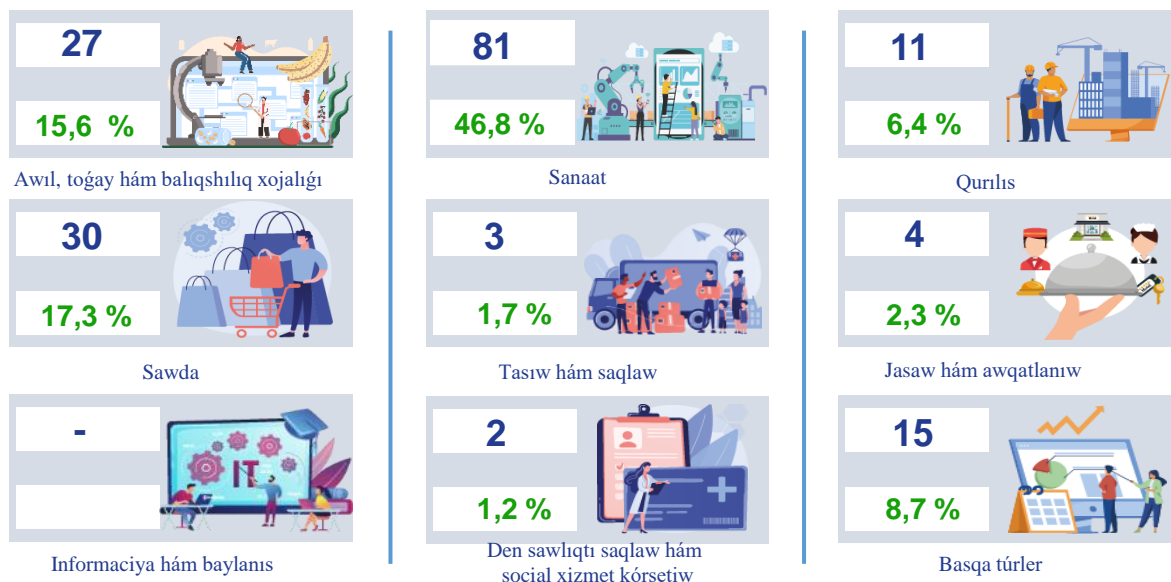 27
15,6 %
Awıl, toǵay hám balıqshılıq xojalıǵı
81
46,8 %
Sanaat
11
6,4 %
Qurılıs
30
17,3 %
Sawda
3
1,7 %
Tasıw hám saqlaw
4
2,3 %
Jasaw hám awqatlanıw
-
IT
Informaciya hám baylanıs
2
1,2 %
Den sawlıqtı saqlaw hám
social xizmet kórsetiw
15
8,7 %
Basqa túrler